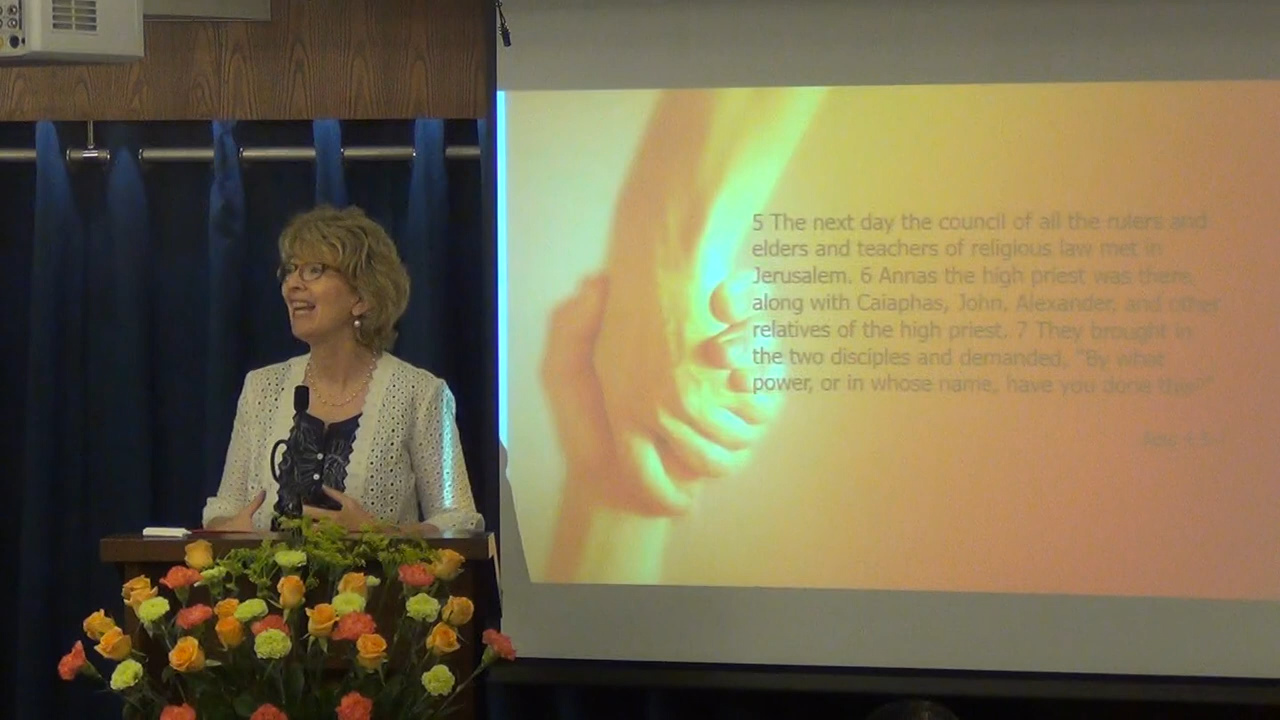 5 The next day the council of all the rulers and
elders and teachers of religious law met in
Jerusalem. 6 Annas the high priest was there,
along with Caiaphas, John, Alexander, and other
relatives of the high priest. 7 They brought in
the two disciples and demanded, "By what
power, or in whose name, have you done this?"